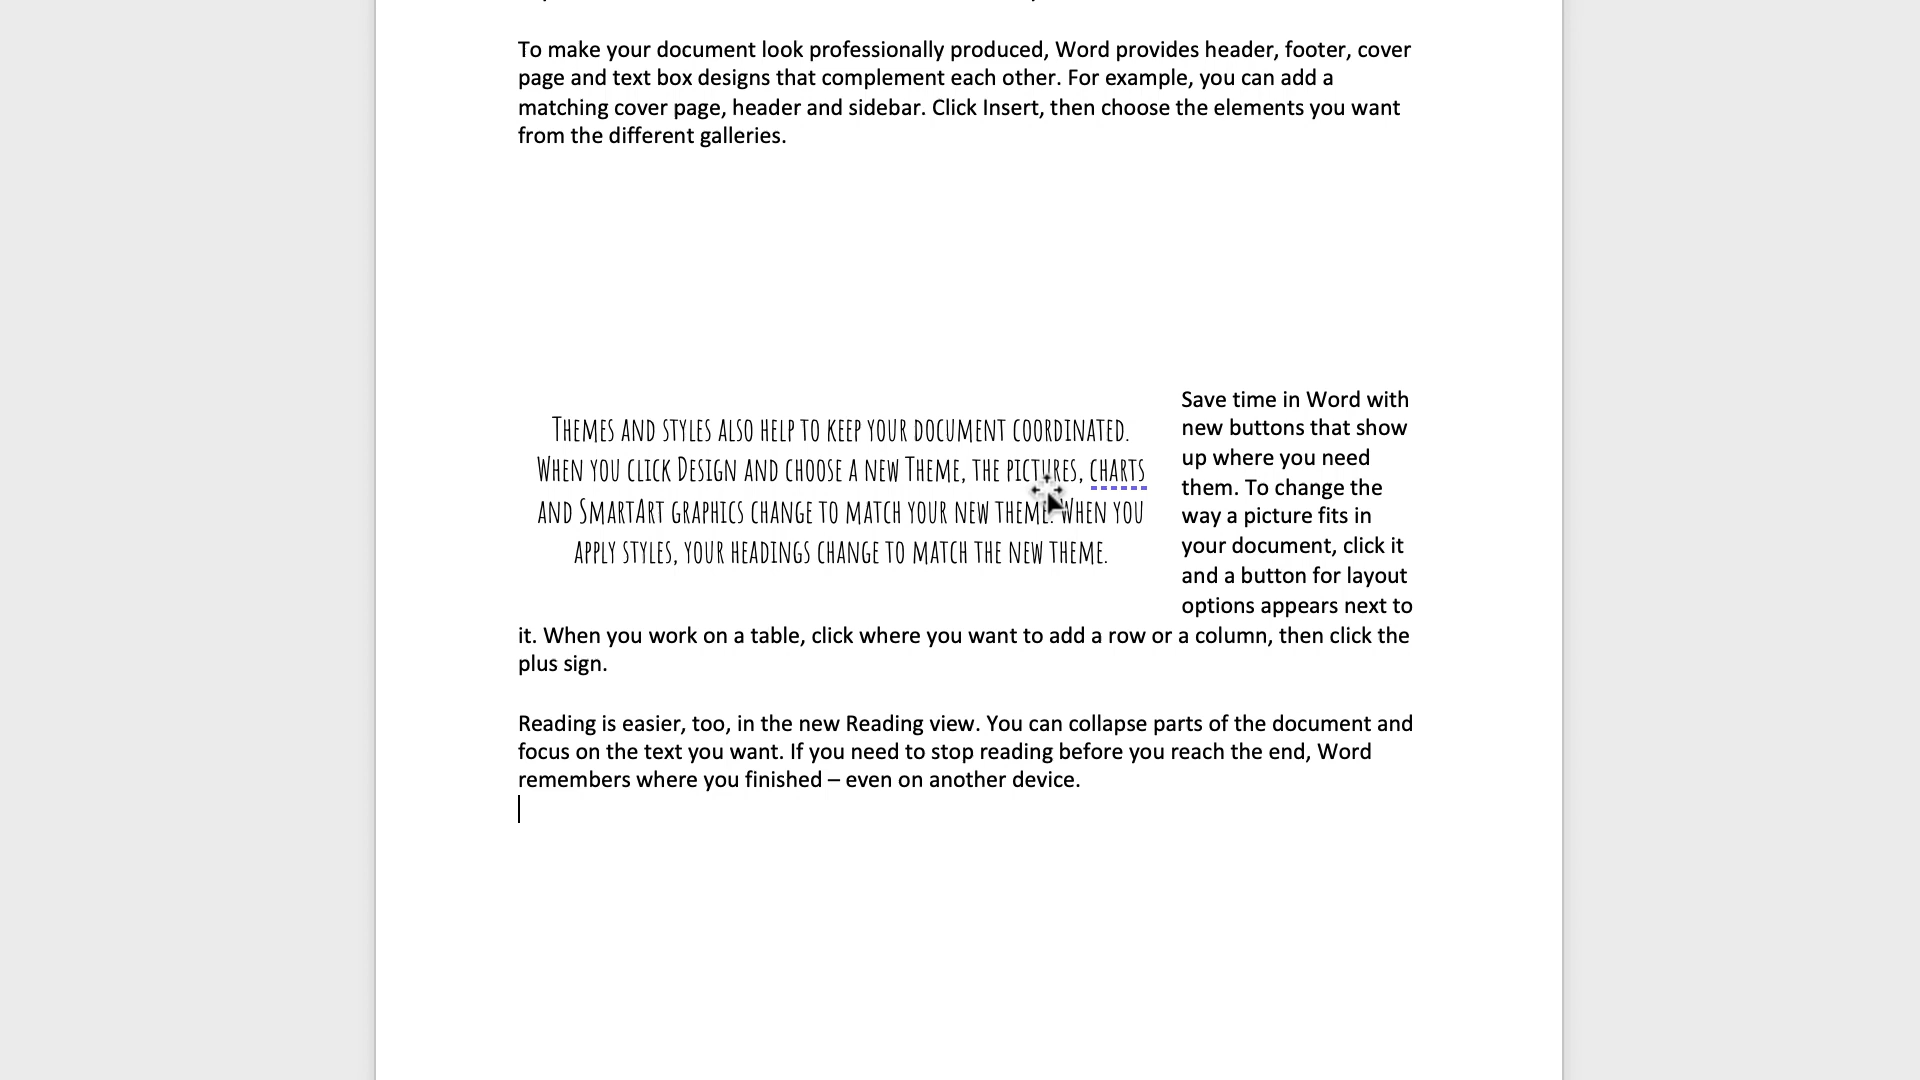 To make your document look professionally produced, Word provides header, footer, cover
page and text box designs that complement each other. For example, you can add a
matching cover page, header and sidebar. Click Insert, then choose the elements you want
from the different galleries.
Themes and styles also help to keep your document coordinated.
When you click Design and choose a new Theme, the pictures, charts
and SmartArt graphics change to match your new theme. When you
apply styles, your headings change to match the new theme.
Save time in Word with
new buttons that show
up where you need
them. To change the
way a picture fits in
your document, click it
and a button for layout
options appears next to
it. When you work on a table, click where you want to add a row or a column, then click the
plus sign.
Reading is easier, too, in the new Reading view. You can collapse parts of the document and
focus on the text you want. If you need to stop reading before you reach the end, Word
remembers where you finished – even on another device.